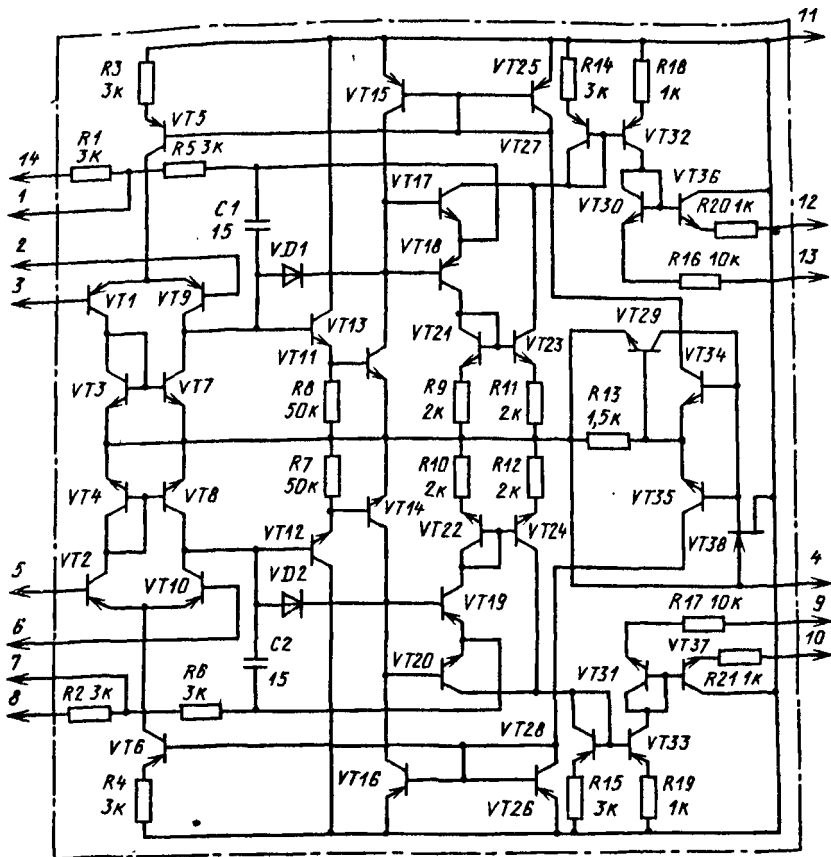 11
R3
3к
VT5
R1
3к
R5 3к
14
1
2
3
C1
15
VD1
VT1
VT9
VT13
VT11
VT3
VT7
R8
50к
R7
50к
VT4
VT8
VT12
VT14
VT2
VT10
VD2
C2
15
5
6
7
8
R2 3к
R6
3к
VT6
R4
3к
VT15
VT25
VT27
VT17
VT18
VT21
VT23
R9
2к
R11
2к
R10
2к
R12
2к
VT22
VT24
VT19
VT20
VT28
VT16
VT26
R14
3к
R18
1к
VT32
VT30
VT36
R20 1к
12
R16 10к
13
VT29
VT34
R13
1,5к
VT35
VT38
4
R17 10к
9
10
VT31
VT37
R21 1к
VT33
R15
3к
R19
1к